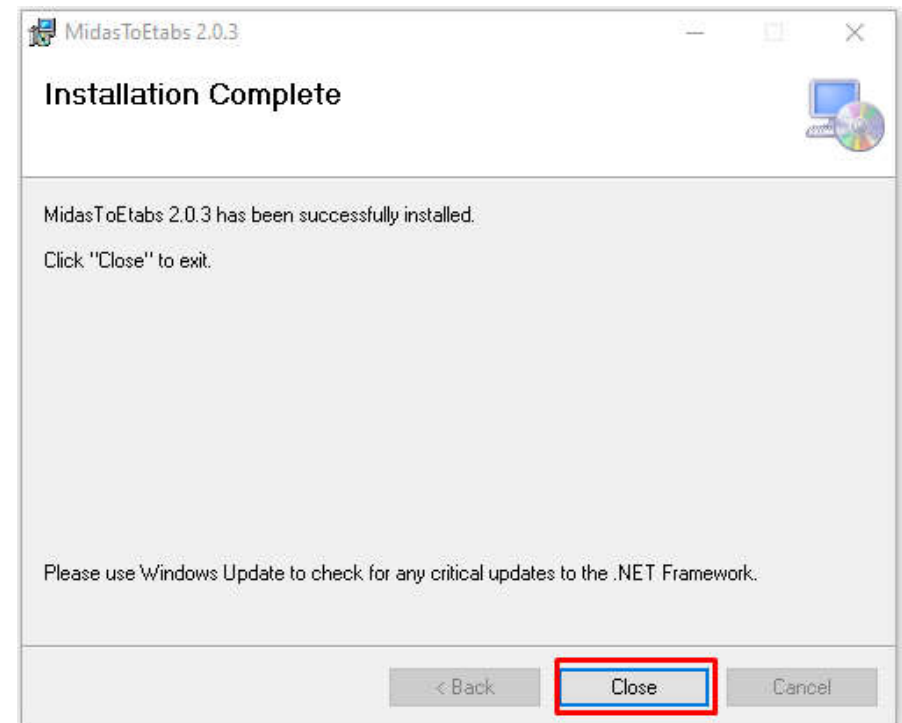 MidasToEtabs 2.0.3
Installation Complete
MidasToEtabs 2.0.3 has been successfully installed.
Click "Close" to exit.
Please use Windows Update to check for any critical updates to the .NET Framework.
< Back Close Cancel